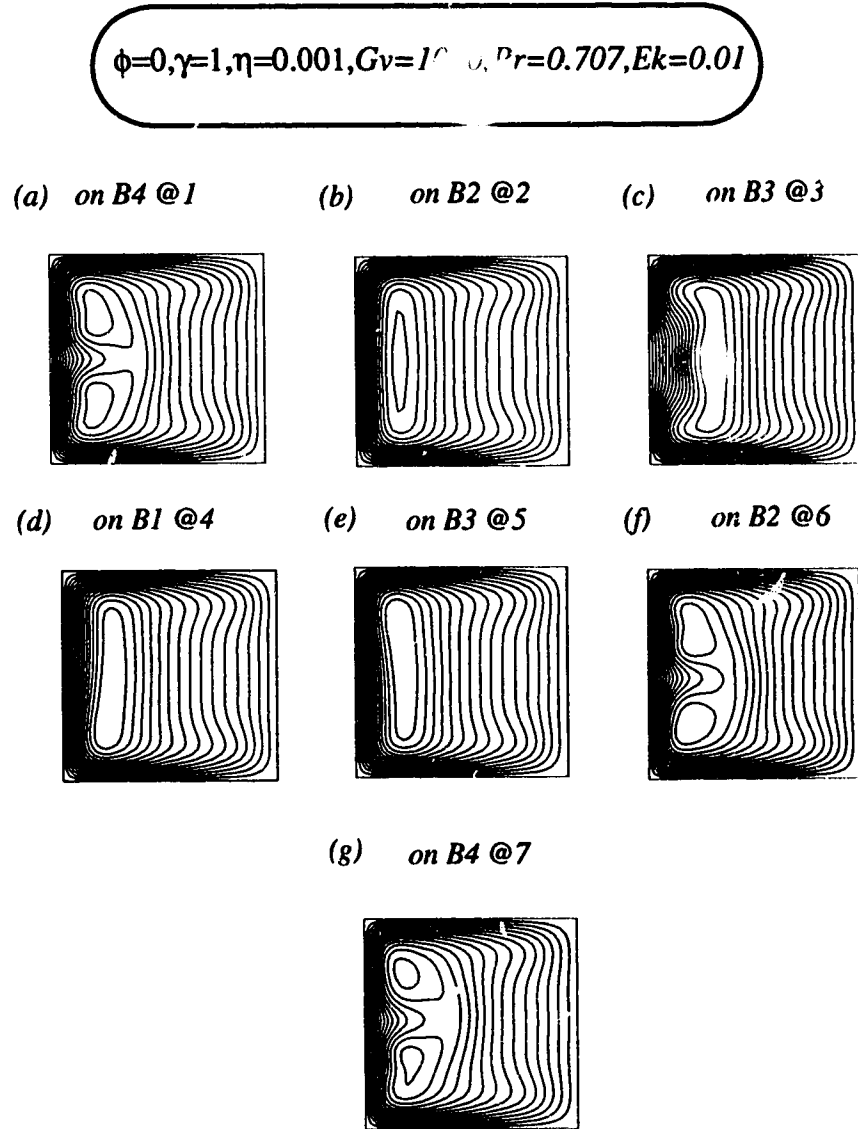 ϕ=0,γ=1,η=0.001, Pr=0.707,Ek=0.01
(a) on B4 @1
(b) on B2 @2
(c) on B3 @3
(d) on B1 @4
(e) on B3 @5
(f) on B2 @6
(g) on B4 @7